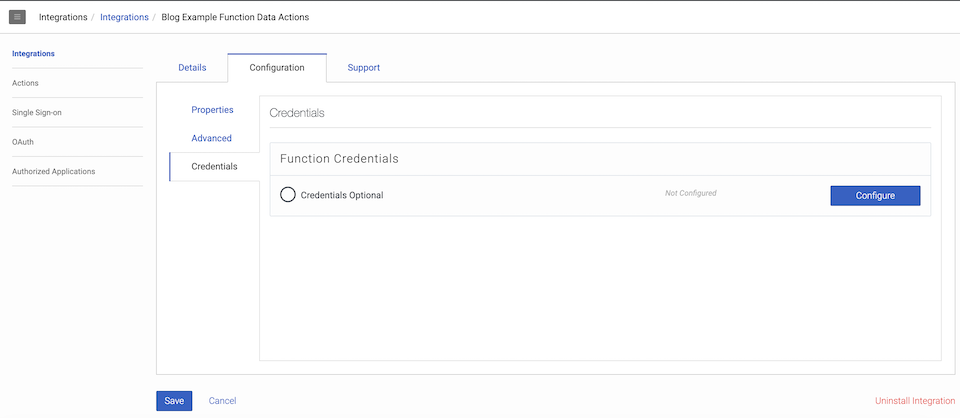 Integrations / Integrations / Blog Example Function Data Actions
Integrations
Actions
Single Sign-on
OAuth
Authorized Applications
Details
Configuration
Support
Properties
Advanced
Credentials
Credentials
Function Credentials
Credentials Optional
Not Configured
Configure
Save
Cancel
Uninstall Integration